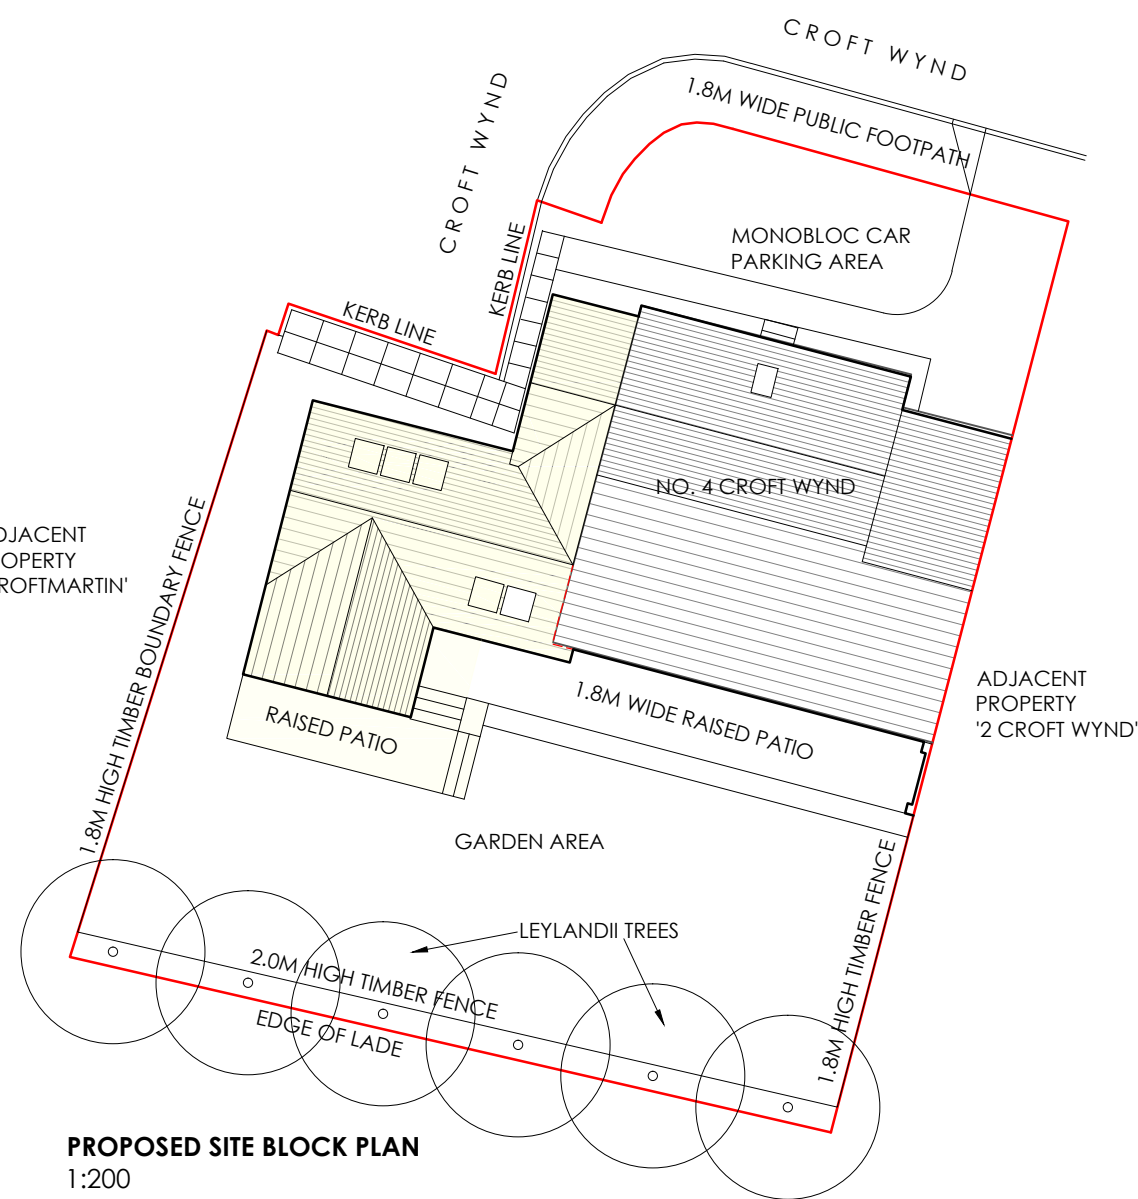 CROFT WYND
CROFT WYND
1.8M WIDE PUBLIC FOOTPATH
MONOBLOC CAR
PARKING AREA
KERB LINE
KERB LINE
NO. 4 CROFT WYND
1.8M HIGH TIMBER BOUNDARY FENCE
ADJACENT
PROPERTY
'2 CROFT WYND'
1.8M WIDE RAISED PATIO
RAISED PATIO
GARDEN AREA
LEYLANDII TREES
2.0M HIGH TIMBER FENCE
EDGE OF LADE
1.8M HIGH TIMBER FENCE
PROPOSED SITE BLOCK PLAN
1:200